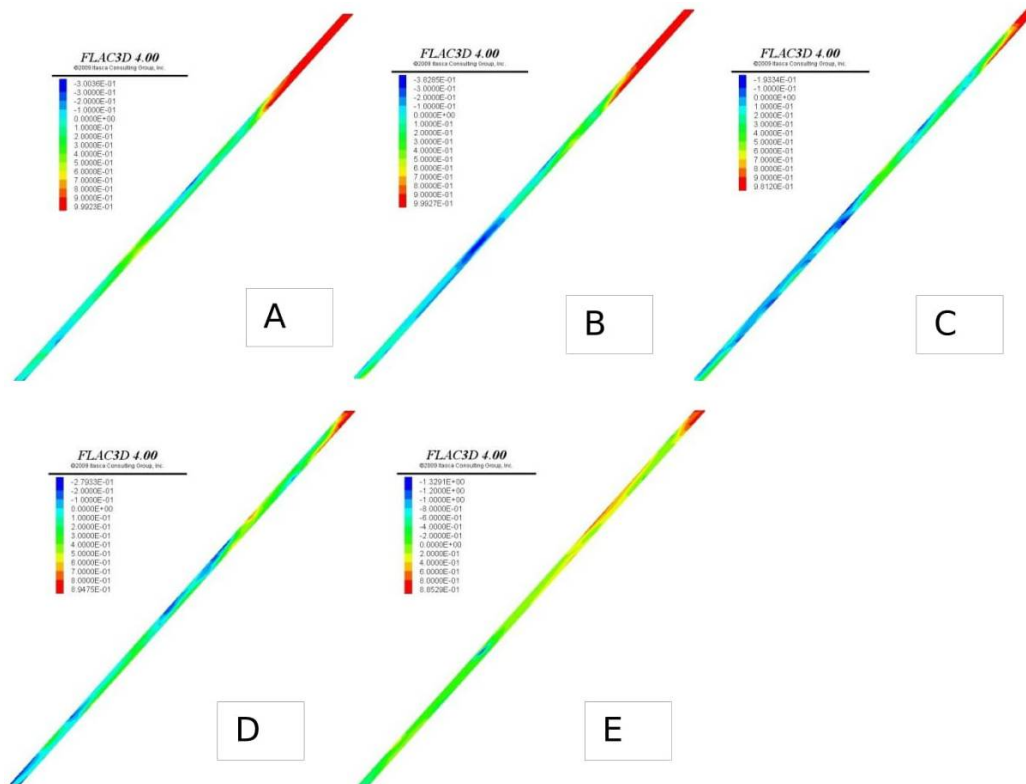 FLAC3D 4.00
©2009 Itasca Consulting Group, Inc.
-3.0036E-01
-3.0000E-01
-2.0000E-01
-1.0000E-01
0.0000E+00
1.0000E-01
2.0000E-01
3.0000E-01
4.0000E-01
5.0000E-01
6.0000E-01
7.0000E-01
8.0000E-01
9.0000E-01
9.9923E-01
A
FLAC3D 4.00
©2009 Itasca Consulting Group, Inc.
-3.8285E-01
-3.0000E-01
-2.0000E-01
-1.0000E-01
0.0000E+00
1.0000E-01
2.0000E-01
3.0000E-01
4.0000E-01
5.0000E-01
6.0000E-01
7.0000E-01
8.0000E-01
9.0000E-01
9.9927E-01
B
FLAC3D 4.00
©2009 Itasca Consulting Group, Inc.
-1.9334E-01
-1.0000E-01
0.0000E+00
1.0000E-01
2.0000E-01
3.0000E-01
4.0000E-01
5.0000E-01
6.0000E-01
7.0000E-01
8.0000E-01
9.0000E-01
9.8120E-01
C
FLAC3D 4.00
©2009 Itasca Consulting Group, Inc.
-2.7933E-01
-2.0000E-01
-1.0000E-01
0.0000E+00
1.0000E-01
2.0000E-01
3.0000E-01
4.0000E-01
5.0000E-01
6.0000E-01
7.0000E-01
8.0000E-01
8.9475E-01
D
FLAC3D 4.00
©2009 Itasca Consulting Group, Inc.
-1.3291E+00
-1.2000E+00
-1.0000E+00
-8.0000E-01
-6.0000E-01
-4.0000E-01
-2.0000E-01
0.0000E+00
2.0000E-01
4.0000E-01
6.0000E-01
8.0000E-01
8.8529E-01
E